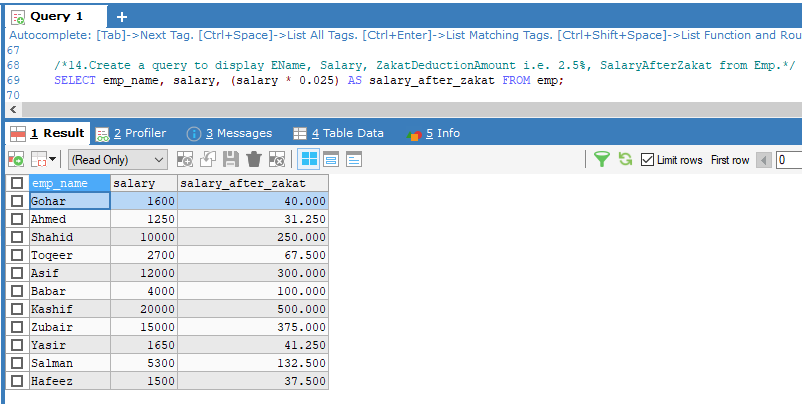 Query 1 +
Autocomplete: [Tab]->Next Tag. [Ctrl+Space]->List All Tags. [Ctrl+Enter]->List Matching Tags. [Ctrl+Shift+Space]->List Function and Rou
67
68 /*14.Create a query to display EName, Salary, ZakatDeductionAmount i.e. 2.5%, SalaryAfterZakat from Emp.*/
69 SELECT emp_name, salary, (salary * 0.025) AS salary_after_zakat FROM emp;
70
1 Result 2 Profiler 3 Messages 4 Table Data 5 Info
(Read Only) Limit rows First row 0
emp_name salary salary_after_zakat
Gohar 1600 40.000
Ahmed 1250 31.250
Shahid 10000 250.000
Toqeer 2700 67.500
Asif 12000 300.000
Babar 4000 100.000
Kashif 20000 500.000
Zubair 15000 375.000
Yasir 1650 41.250
Salman 5300 132.500
Hafeez 1500 37.500